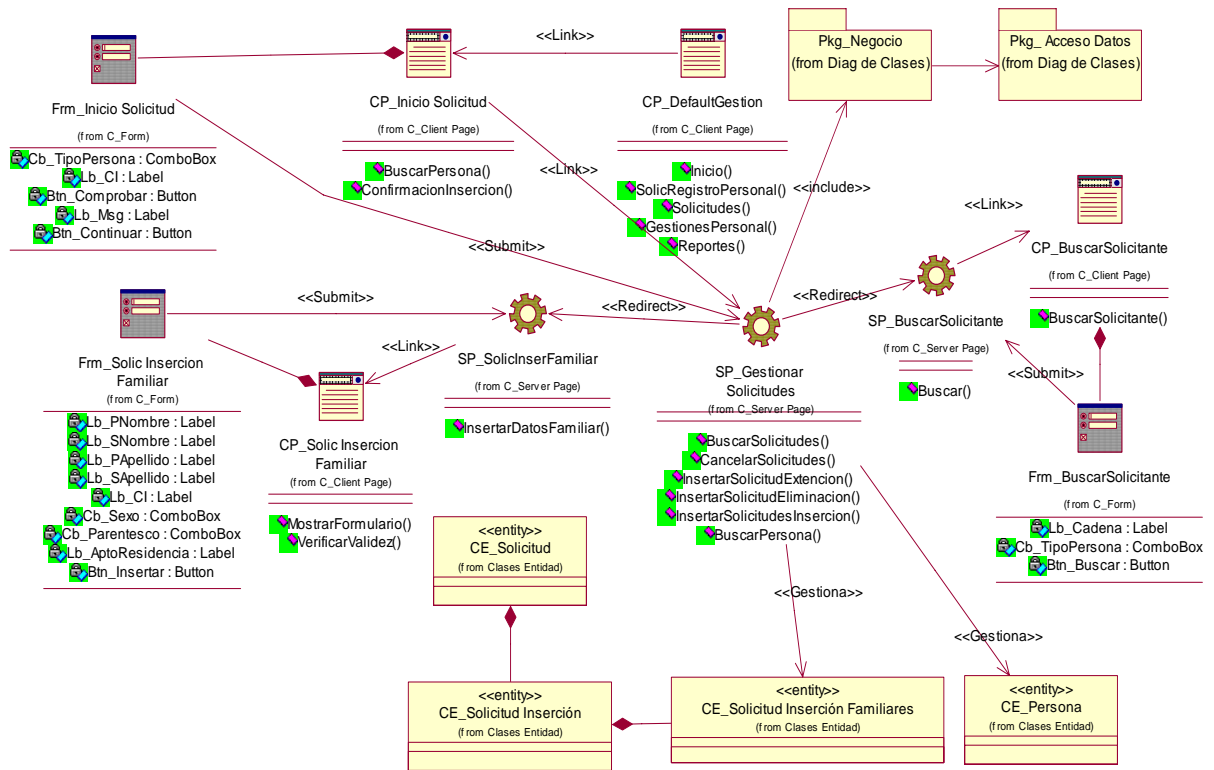 Frm_Inicio Solicitud
(from C_Form)
Cb_TipoPersona : ComboBox
Lb_CI : Label
Btn_Comprobar : Button
Lb_Msg : Label
Btn_Continuar : Button
CP_Inicio Solicitud
(from C_Client Page)
BuscarPersona()
ConfirmacionInsercion()
<<Link>>
CP_DefaultGestion
(from C_Client Page)
Inicio()
SolicRegistroPersonal()
Solicitudes()
GestionesPersonal()
Reportes()
Pkg_Negocio
(from Diag de Clases)
Pkg_ Acceso Datos
(from Diag de Clases)
<<Link>>
<<include>>
<<Link>>
<<Submit>>
CP_BuscarSolicitante
(from C_Client Page)
BuscarSolicitante()
<<Submit>>
<<Redirect>>
<<Redirect>>
<<Link>>
SP_BuscarSolicitante
(from C_Server Page)
Buscar()
<<Submit>>
Frm_Solic Insercion
Familiar
(from C_Form)
Lb_PNombre : Label
Lb_SNombre : Label
Lb_PApellido : Label
Lb_SApellido : Label
Lb_CI : Label
Cb_Sexo : ComboBox
Cb_Parentesco : ComboBox
Lb_AptoResidencia : Label
Btn_Insertar : Button
SP_SolicInserFamiliar
(from C_Server Page)
InsertarDatosFamiliar()
CP_Solic Insercion
Familiar
(from C_Client Page)
MostrarFormulario()
VerificarValidez()
SP_Gestionar
Solicitudes
(from C_Server Page)
BuscarSolicitudes()
CancelarSolicitudes()
InsertarSolicitudExtencion()
InsertarSolicitudEliminacion()
InsertarSolicitudesInsercion()
BuscarPersona()
Frm_BuscarSolicitante
(from C_Form)
Lb_Cadena : Label
Cb_TipoPersona : ComboBox
Btn_Buscar : Button
<<entity>>
CE_Solicitud
(from Clases Entidad)
<<Gestiona>>
<<Gestiona>>
<<entity>>
CE_Solicitud Inserción
(from Clases Entidad)
<<entity>>
CE_Solicitud Inserción Familiares
(from Clases Entidad)
<<entity>>
CE_Persona
(from Clases Entidad)